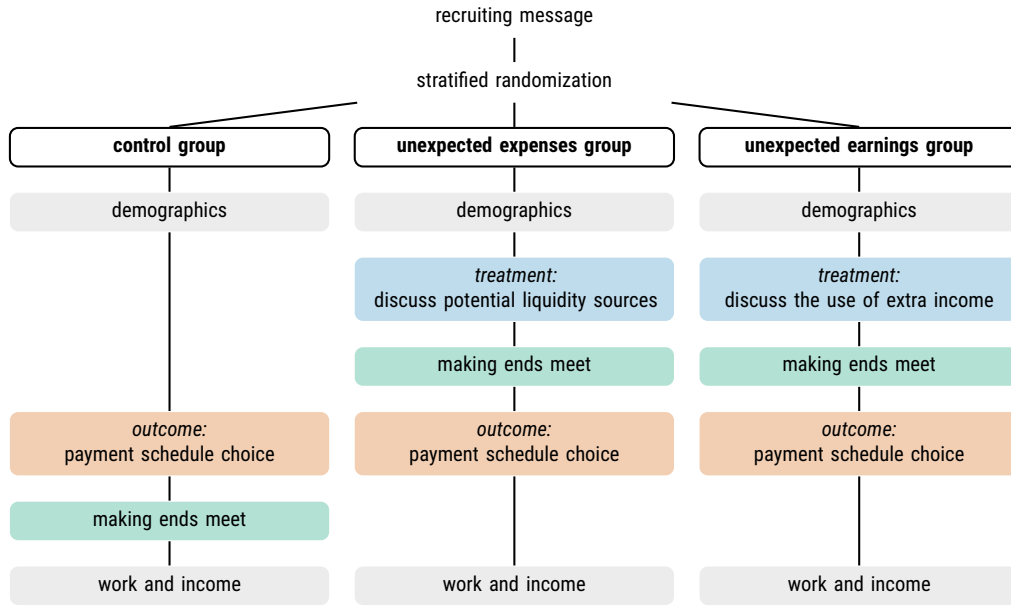 recruiting message
stratified randomization
control group
unexpected expenses group
unexpected earnings group
demographics
demographics
demographics
treatment:
discuss potential liquidity sources
treatment:
discuss the use of extra income
making ends meet
making ends meet
outcome:
payment schedule choice
outcome:
payment schedule choice
outcome:
payment schedule choice
making ends meet
work and income
work and income
work and income